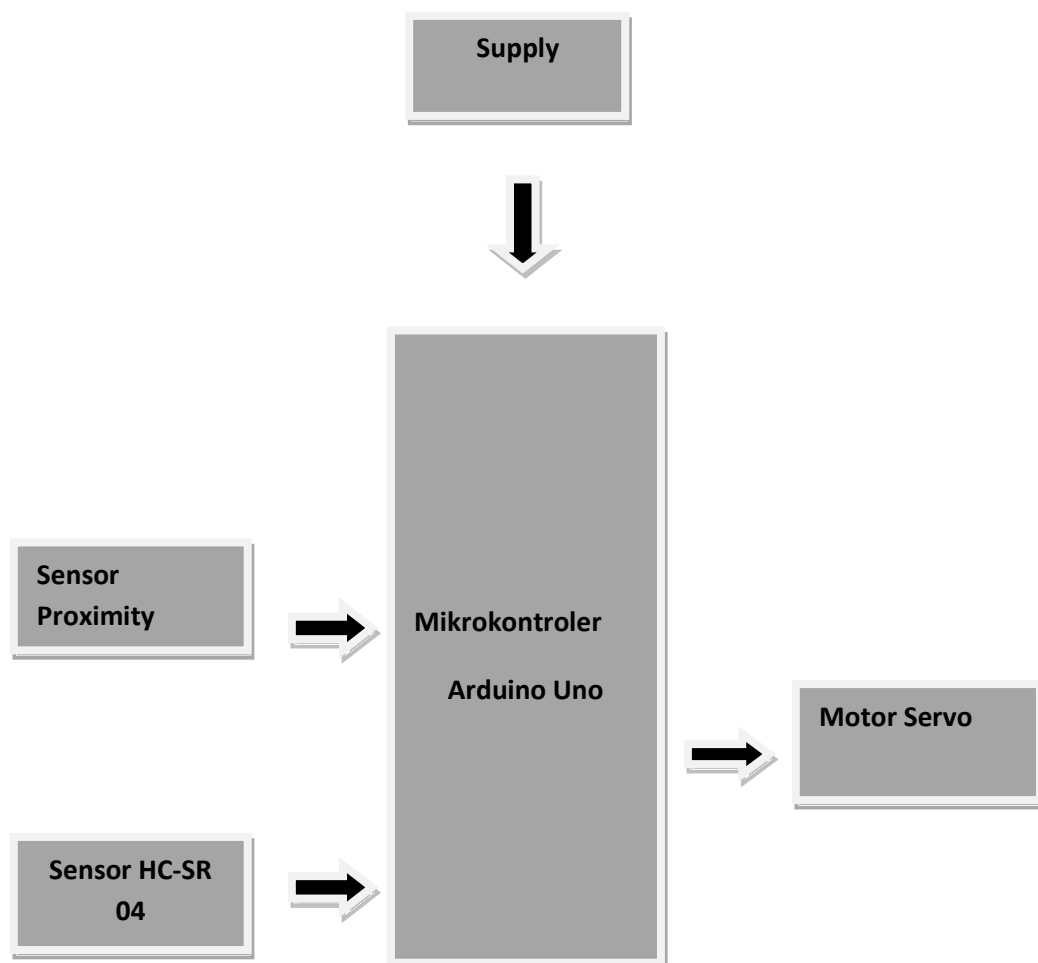 Supply
Sensor
Proximity
Mikrokontroler
Arduino Uno
Motor Servo
Sensor HC-SR
04